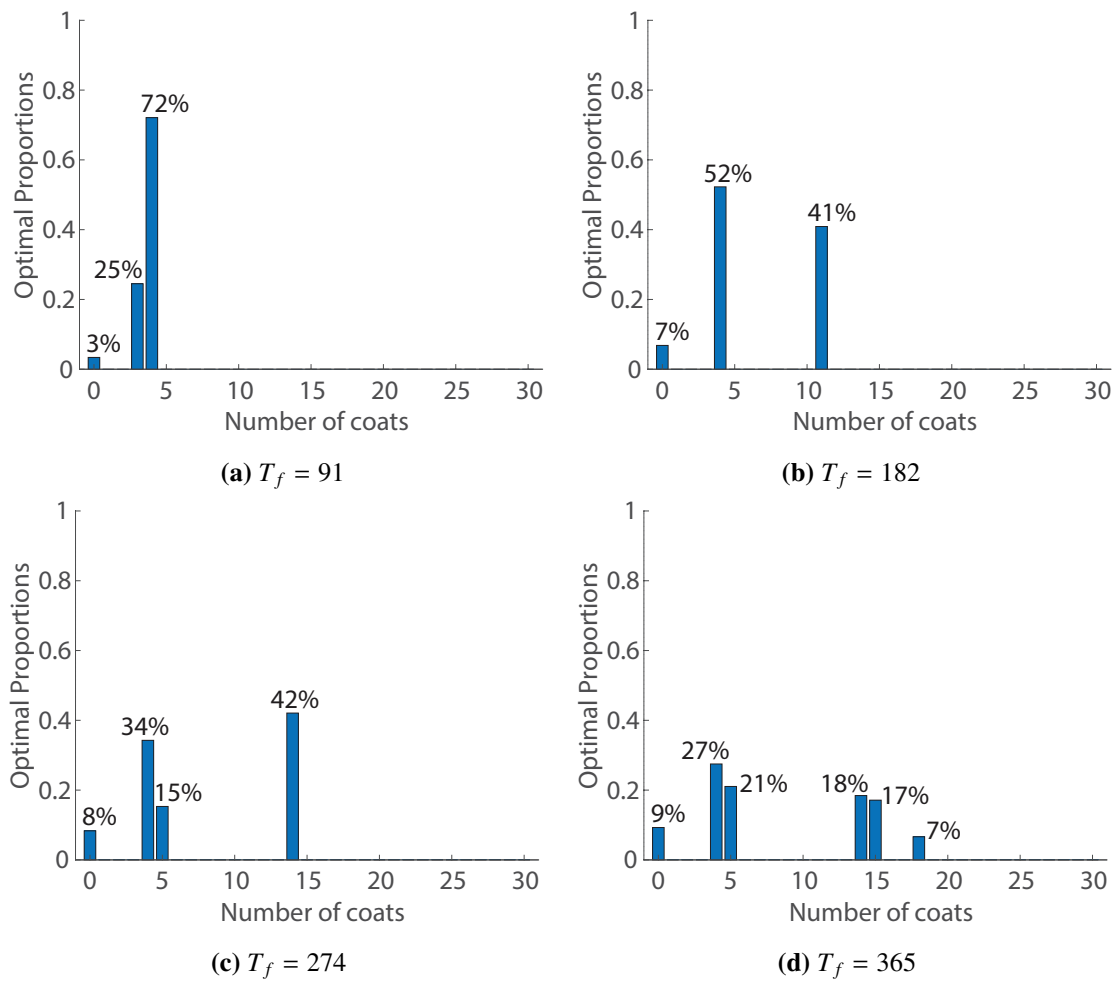 1
0.8
0.6
0.4
0.2
0
Optimal Proportions
3%
25%
72%
0 5 10 15 20 25 30
Number of coats
(a) T_f = 91
1
0.8
0.6
0.4
0.2
0
Optimal Proportions
7%
52%
41%
0 5 10 15 20 25 30
Number of coats
(b) T_f = 182
1
0.8
0.6
0.4
0.2
0
Optimal Proportions
8%
34%
15%
42%
0 5 10 15 20 25 30
Number of coats
(c) T_f = 274
1
0.8
0.6
0.4
0.2
0
Optimal Proportions
9%
27%
21%
18%
17%
7%
0 5 10 15 20 25 30
Number of coats
(d) T_f = 365